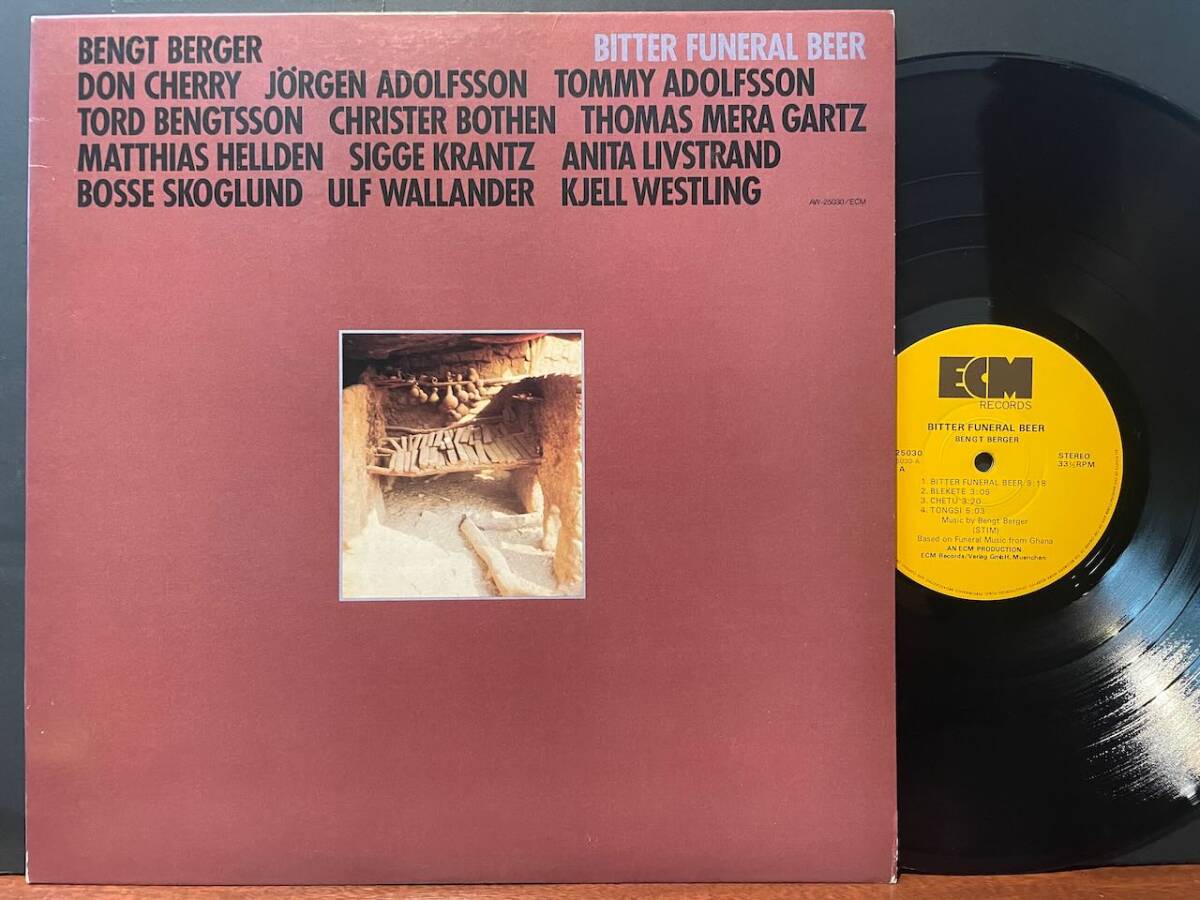 BENGT BERGER BITTER FUNERAL BEER
DON CHERRY JÖRGEN ADOLFSSON TOMMY ADOLFSSON
TORD BENGTSSON CHRISTER BOTHEN THOMAS MERA GARTZ
MATTHIAS HELLDEN SIGGE KRANTZ ANITA LIVSTRAND
BOSSE SKOGLUND ULF WALLANDER KJELL WESTLING
AW-25030/ECM
ECM
RECORDS
BITTER FUNERAL BEER
BENGT BERGER
25030
A
STEREO
33⅓RPM
1. BITTER FUNERAL BEER 9:18
2. BLEKETE 3:05
3. CHETU 3:20
4. TONGSI 5:03
Music by Bengt Berger
(STIM)
Based on Funeral Music from Ghana
AN ECM PRODUCTION
ECM Records/Verlag GmbH, Muenchen